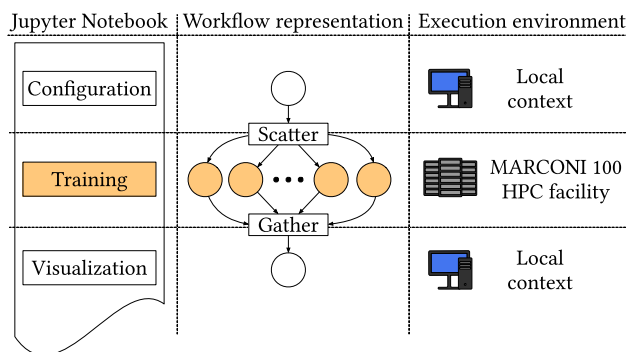 Jupyter Notebook
Workflow representation
Execution environment
Configuration
Local
context
Scatter
Training
MARCONI 100
HPC facility
Gather
Visualization
Local
context